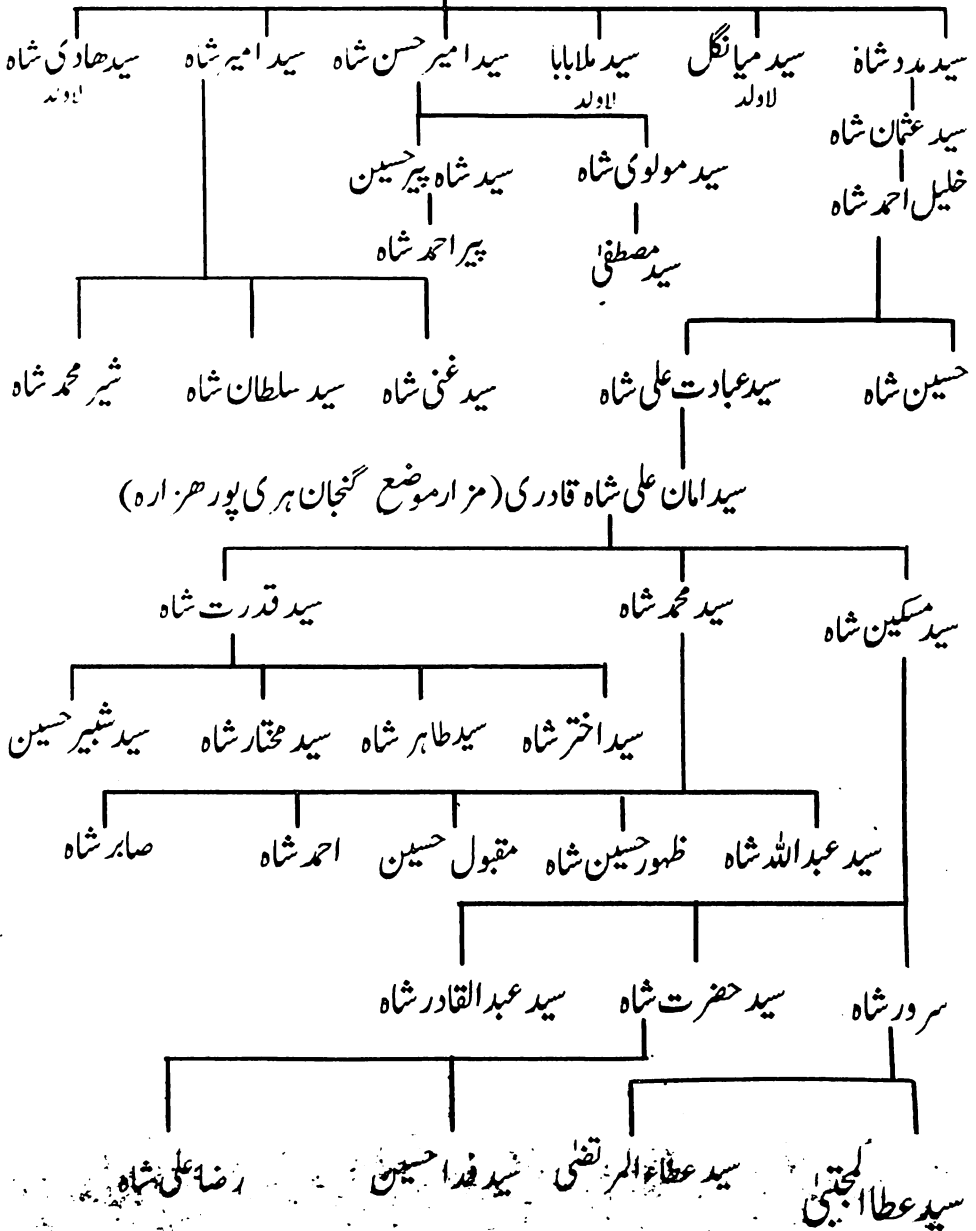 سید مدد شاہ سید میانگل سید ملا بابا سید امیر حسن شاہ سید امیر شاہ سید ھادی شاہ
لاولد لاولد لاولد
سید عثمان شاہ
سید مولوی شاہ سید شاہ پیر حسین
خلیل احمد شاہ
سید مصطفیٰ پیر احمد شاہ
حسین شاہ سید عبادت علی شاہ سید غنی شاہ سید سلطان شاہ شیر محمد شاہ
سید امان علی شاہ قادری (مزار موضع گنجان ہری پور ھزارہ)
سید مسکین شاہ سید محمد شاہ سید قدرت شاہ
سید اختر شاہ سید طاہر شاہ سید مختار شاہ سید شبیر حسین
سید عبداللہ شاہ ظہور حسین شاہ مقبول حسین احمد شاہ صابر شاہ
سرور شاہ سید حضرت شاہ سید عبدالقادر شاہ
سید عطا المجتبیٰ سید عطاء المرتضیٰ سید فدا حسین رضا علی شاہ